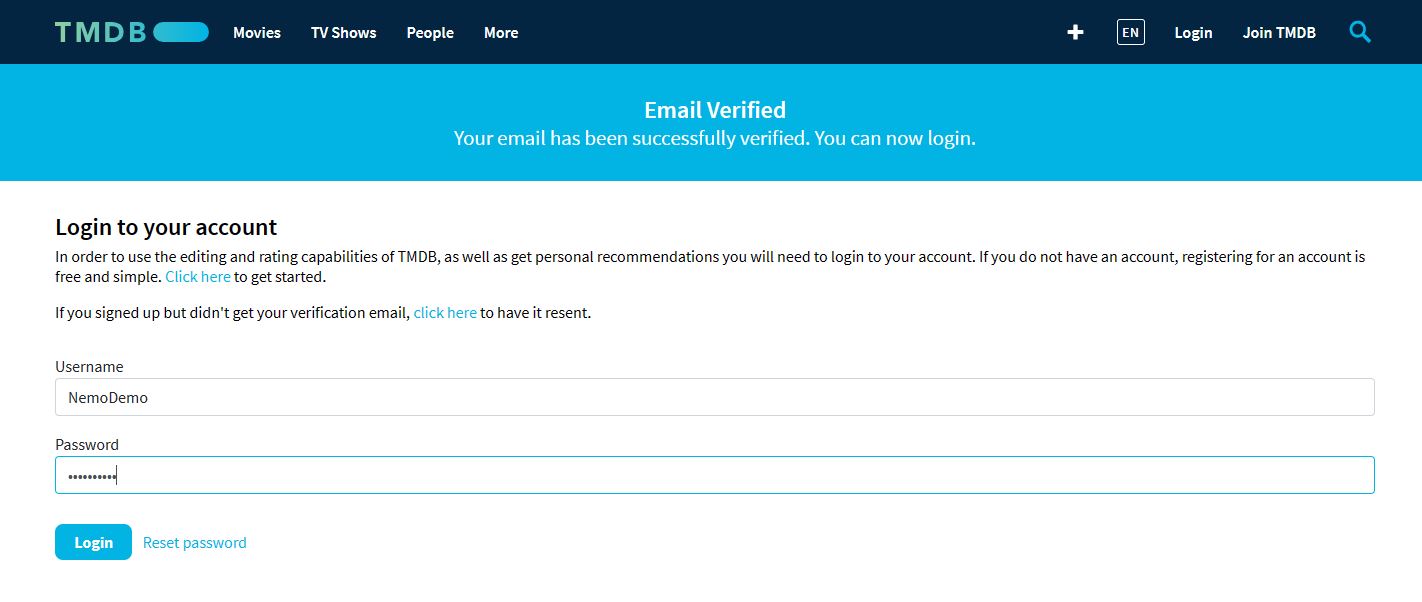 TMDB Movies TV Shows People More EN Login Join TMDB
Email Verified
Your email has been successfully verified. You can now login.
Login to your account
In order to use the editing and rating capabilities of TMDB, as well as get personal recommendations you will need to login to your account. If you do not have an account, registering for an account is
free and simple. Click here to get started.
If you signed up but didn't get your verification email, click here to have it resent.
Username
NemoDemo
Password
••••••••••
Login Reset password